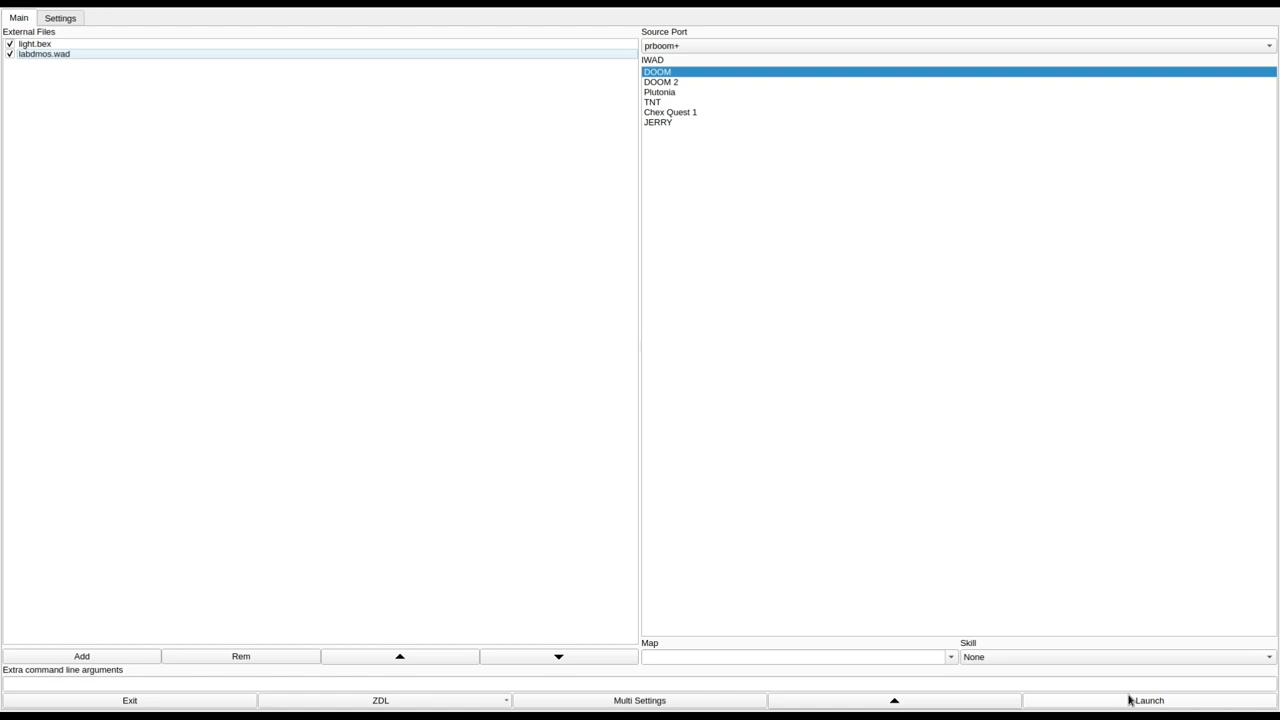 Main Settings
External Files
light.bex
labdmos.wad
Source Port
prboom+
IWAD
DOOM
DOOM 2
Plutonia
TNT
Chex Quest 1
JERRY
Map Skill
None
Add Rem
Extra command line arguments
Exit ZDL Multi Settings Launch